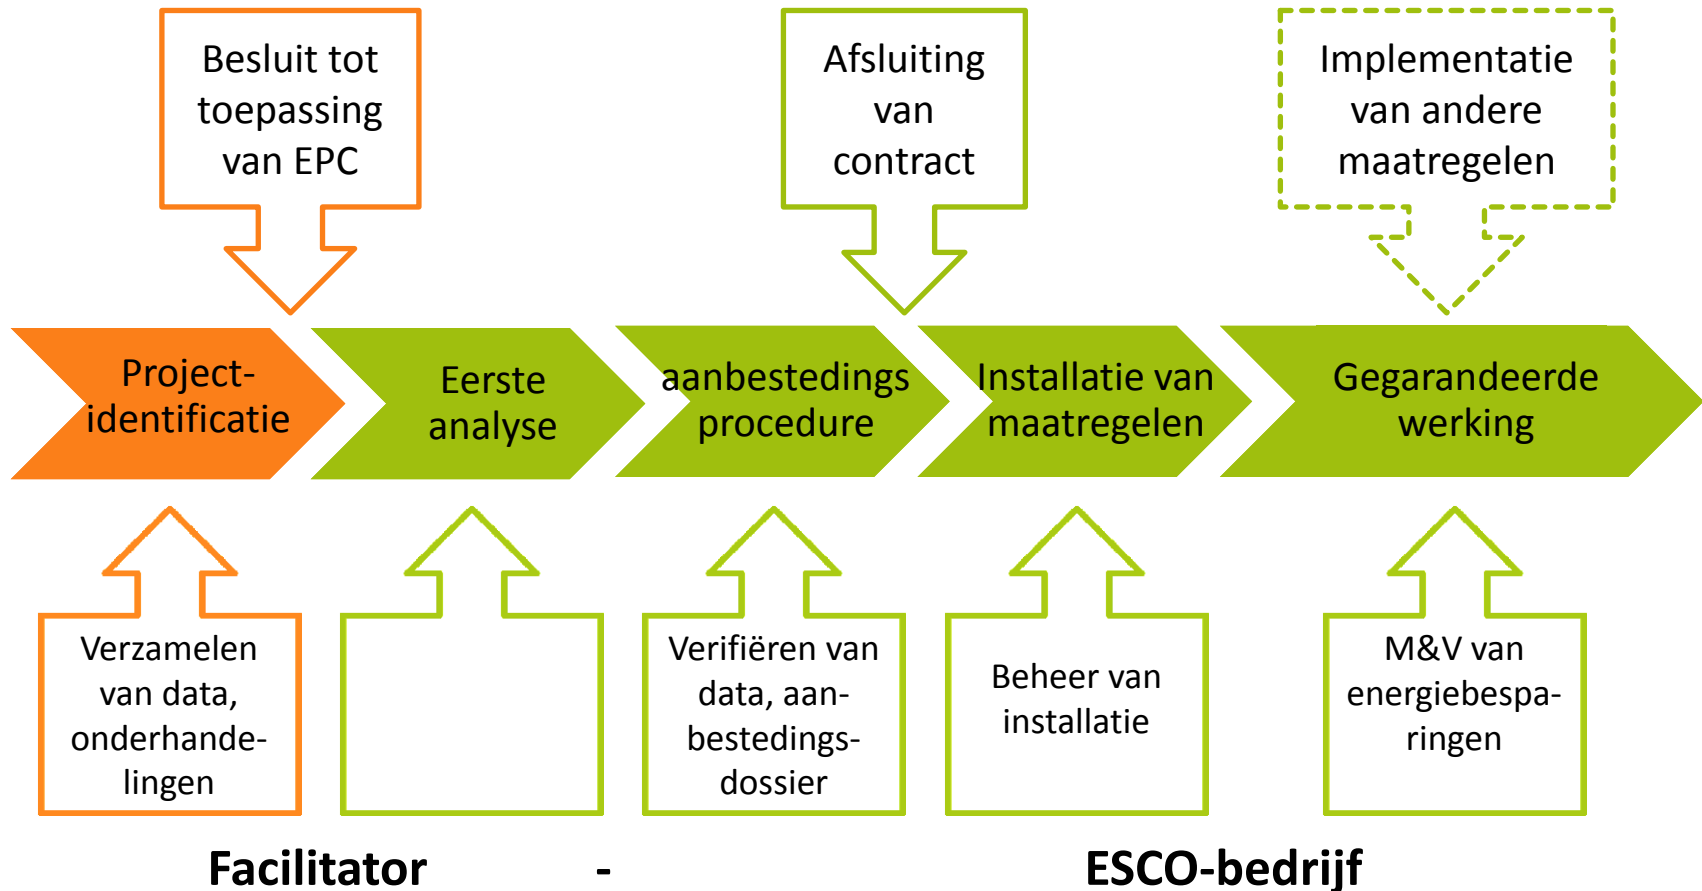 Besluit tot
toepassing
van EPC
Afsluiting
van
contract
Implementatie
van andere
maatregelen
Project-
identificatie
Eerste
analyse
aanbestedings
procedure
Installatie van
maatregelen
Gegarandeerde
werking
Verzamelen
van data,
onderhande-
lingen
Verifiëren van
data, aan-
bestedings-
dossier
Beheer van
installatie
M&V van
energiebespa-
ringen
Facilitator - ESCO-bedrijf